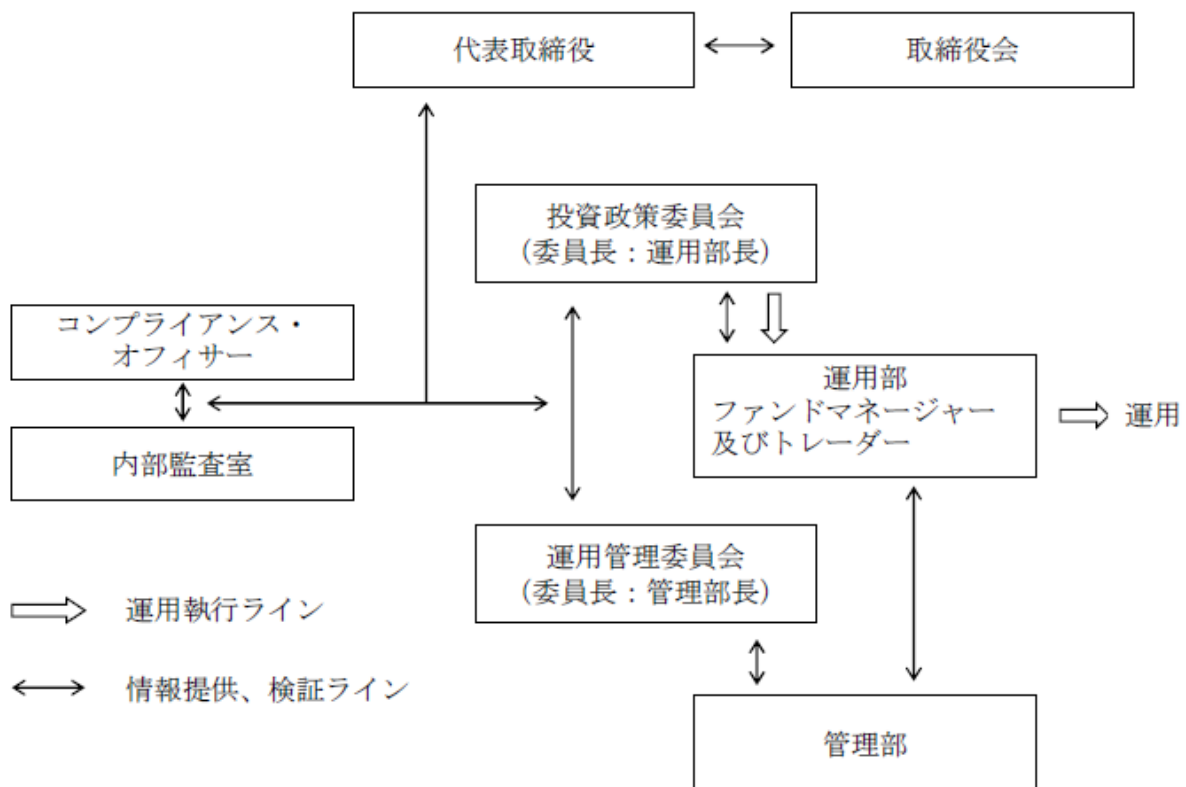 代表取締役
取締役会
投資政策委員会
（委員長：運用部長）
コンプライアンス・
オフィサー
運用部
ファンドマネージャー
及びトレーダー
運用
内部監査室
運用管理委員会
（委員長：管理部長）
運用執行ライン
情報提供、検証ライン
管理部